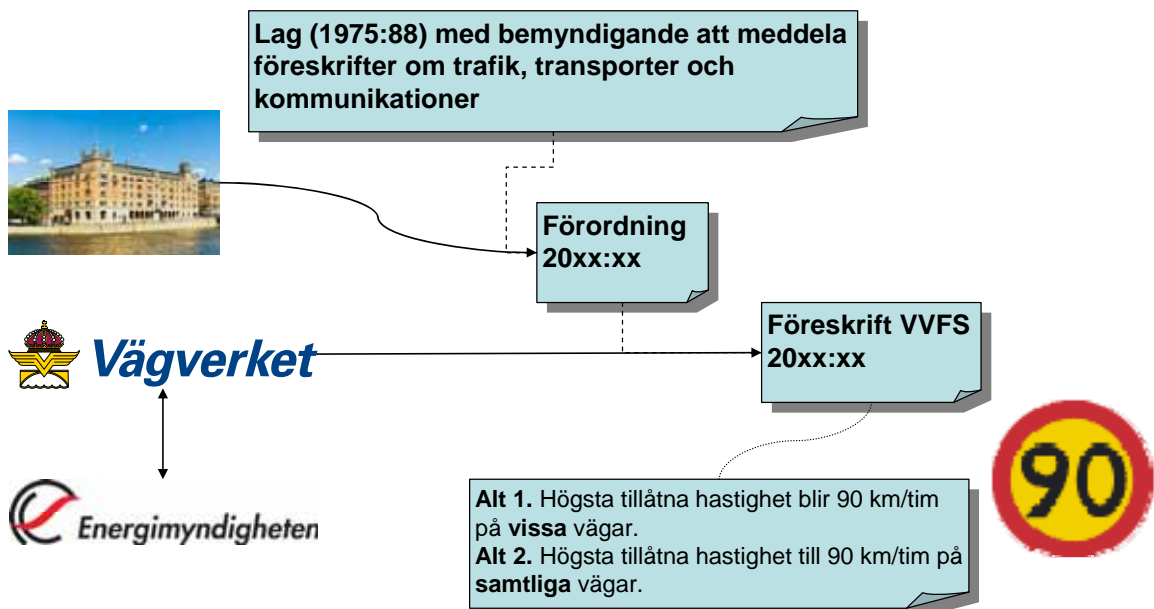 Lag (1975:88) med bemyndigande att meddela
föreskrifter om trafik, transporter och
kommunikationer
Förordning
20xx:xx
Föreskrift VVFS
20xx:xx
Vägverket
Energimyndigheten
90
Alt 1. Högsta tillåtna hastighet blir 90 km/tim
på vissa vägar.
Alt 2. Högsta tillåtna hastighet till 90 km/tim på
samtliga vägar.